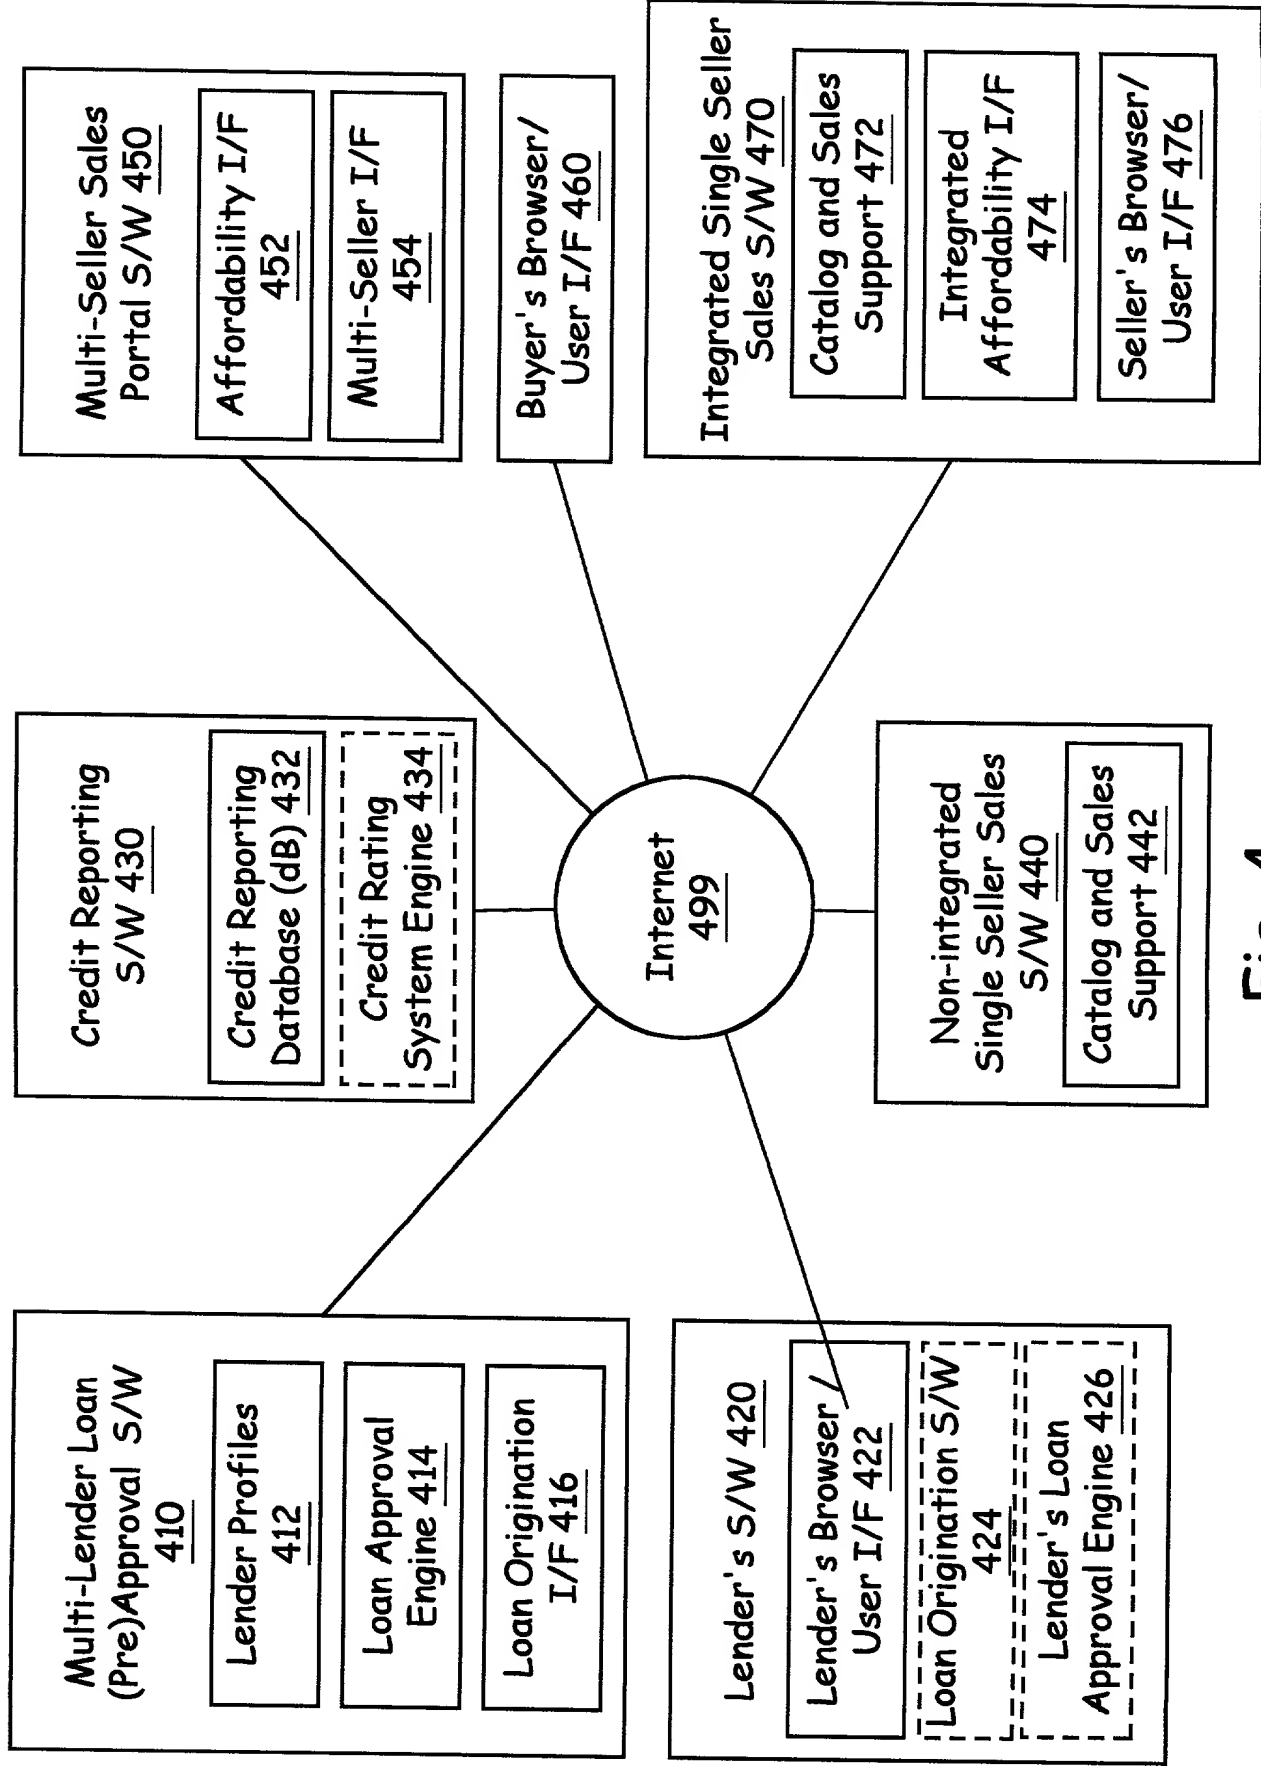 Multi-Lender Loan
(Pre)Approval S/W
410
Lender Profiles
412
Loan Approval
Engine 414
Loan Origination
I/F 416
Credit Reporting
S/W 430
Credit Reporting
Database (dB) 432
Credit Rating
System Engine 434
Multi-Seller Sales
Portal S/W 450
Affordability I/F
452
Multi-Seller I/F
454
Buyer's Browser/
User I/F 460
Internet
499
Lender's S/W 420
Lender's Browser/
User I/F 422
Loan Origination S/W
424
Lender's Loan
Approval Engine 426
Non-integrated
Single Seller Sales
S/W 440
Catalog and Sales
Support 442
Integrated Single Seller
Sales S/W 470
Catalog and Sales
Support 472
Integrated
Affordability I/F
474
Seller's Browser/
User I/F 476